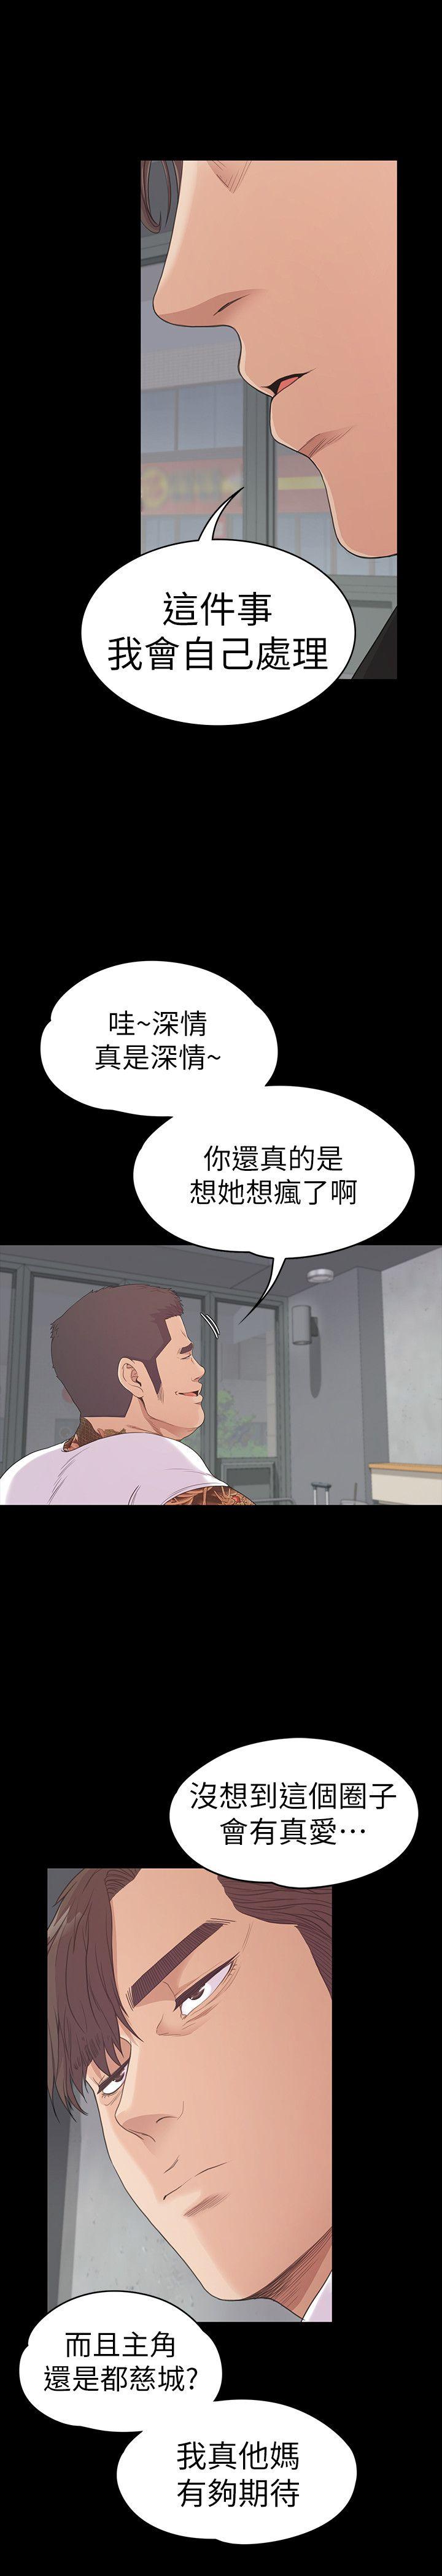 這件事
我會自己處理
哇~深情
真是深情~
你還真的是
想她想瘋了啊
沒想到這個圈子
會有真愛⋯
而且主角
還是都慈城?
我真他媽
有夠期待